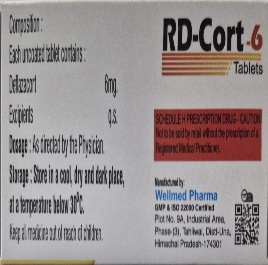 Composition :
Each uncoated tablet contains :
Deflazacort 6mg.
Excipients q.s.
Dosage : As directed by the Physician.
Storage : Store in a cool, dry and dark place,
at a temperature below 30°C.
Keep all medicine out of reach of children.
RD-Cort-6
Tablets
SCHEDULE H PRESCRIPTION DRUG - CAUTION
Not to be sold by retail without the prescription of a
Registered Medical Practitioner.
Manufactured by:
Wellmed Pharma
GMP & ISO 22000 Certified
Plot No. 9A, Industrial Area,
Phase-(3), Tahliwal, Distt-Una,
Himachal Pradesh-174301